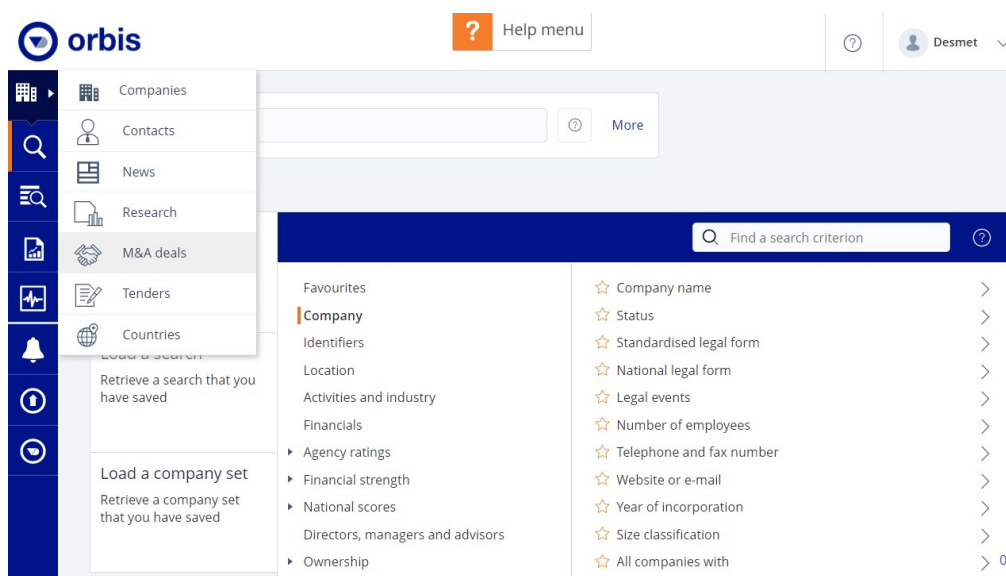 orbis
? Help menu
? Desmet
Companies
Contacts
News
Research
M&A deals
Tenders
Countries
? More
Find a search criterion
?
Load a search
Retrieve a search that you
have saved
Load a company set
Retrieve a company set
that you have saved
Favourites
Company
Identifiers
Location
Activities and industry
Financials
Agency ratings
Financial strength
National scores
Directors, managers and advisors
Ownership
Company name
Status
Standardised legal form
National legal form
Legal events
Number of employees
Telephone and fax number
Website or e-mail
Year of incorporation
Size classification
All companies with
0